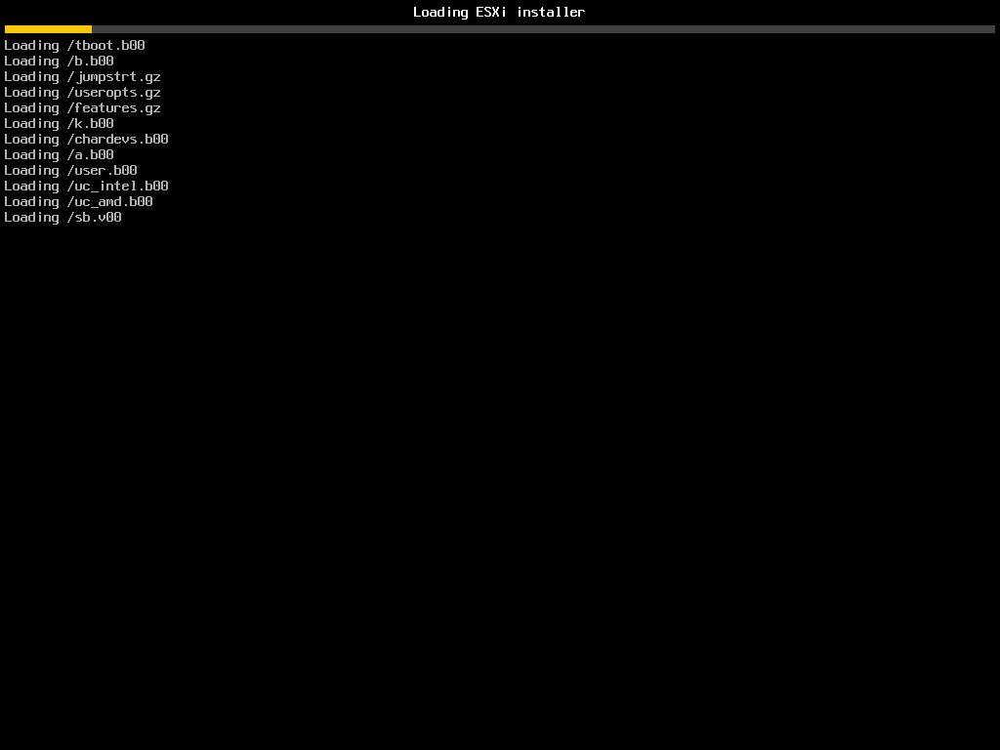 Loading ESXi installer
Loading /tboot.b00
Loading /b.b00
Loading /jumpstrt.gz
Loading /useropts.gz
Loading /features.gz
Loading /k.b00
Loading /chardevs.b00
Loading /a.b00
Loading /user.b00
Loading /uc_intel.b00
Loading /uc_amd.b00
Loading /sb.v00